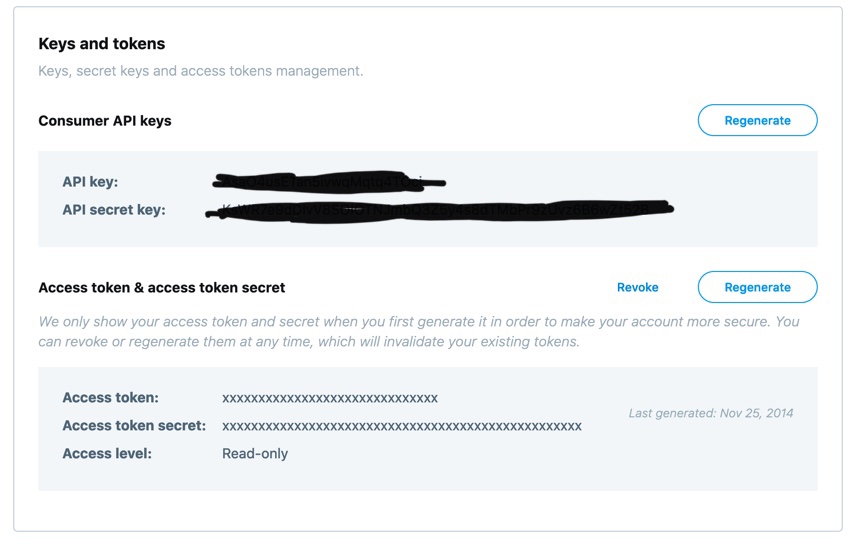 Keys and tokens
Keys, secret keys and access tokens management.
Consumer API keys
Regenerate
API key:
API secret key:
Access token & access token secret
Revoke
Regenerate
We only show your access token and secret when you first generate it in order to make your account more secure. You
can revoke or regenerate them at any time, which will invalidate your existing tokens.
Access token: xxxxxxxxxxxxxxxxxxxxxxxxxxxxxx
Last generated: Nov 25, 2014
Access token secret: xxxxxxxxxxxxxxxxxxxxxxxxxxxxxxxxxxxxxxxxxxxxxxxxxx
Access level: Read-only